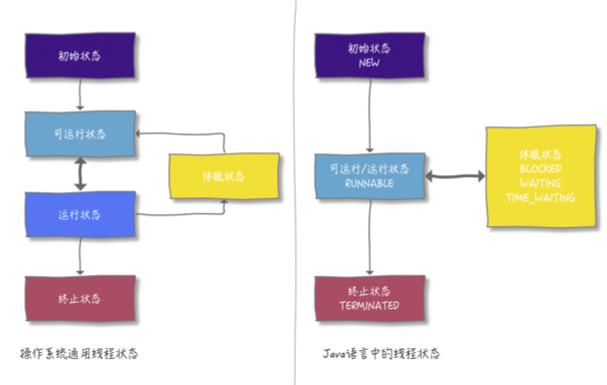 初始状态
可运行状态
休眠状态
运行状态
终止状态
操作系统通用线程状态
初始状态
NEW
可运行/运行状态
RUNNABLE
休眠状态
BLOCKED
WAITING
TIME_WAITING
终止状态
TERMINATED
Java语言中的线程状态